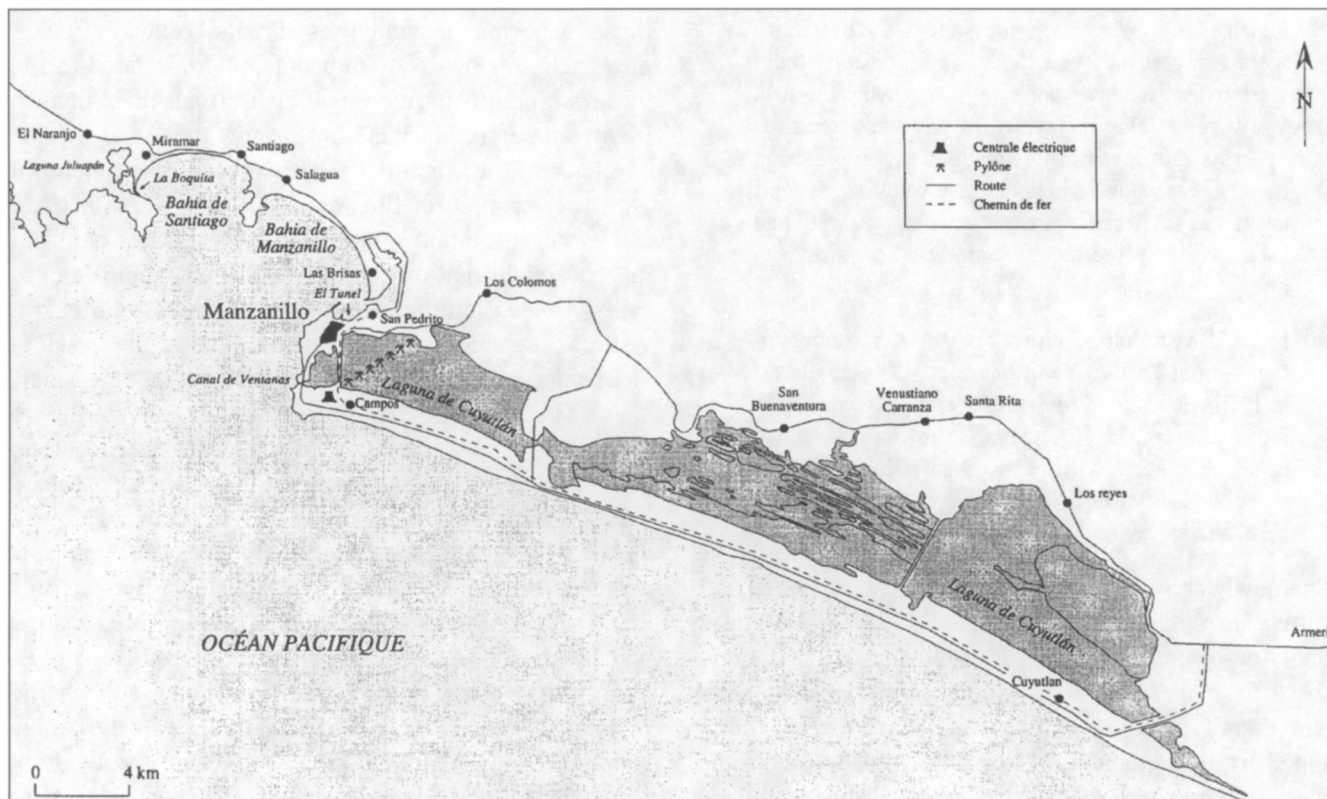 N
Centrale électrique
Pylône
Route
Chemin de fer
El Naranjo
Miramar
Santiago
Laguna Juluapán
La Boquita
Salagua
Bahia de
Santiago
Bahia de
Manzanillo
Las Brisas
El Tunel
Los Colomos
Manzanillo
San Pedrito
Canal de Ventanas
Campos
Laguna de Cuyutlán
San
Buenaventura
Venustiano
Carranza
Santa Rita
Los reyes
Laguna de Cuyutlán
OCÉAN PACIFIQUE
Armeri
Cuyutlan
0 4 km